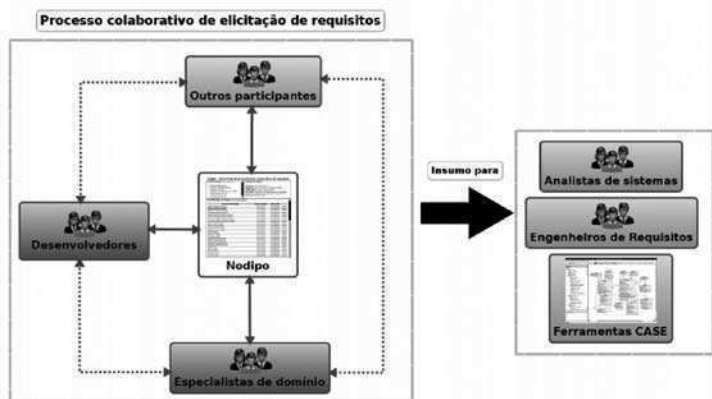 Processo colaborativo de elicitação de requisitos
Outros participantes
Desenvolvedores
Nodipo
Especialistas de domínio
Insumo para
Analistas de sistemas
Engenheiros de Requisitos
Ferramentas CASE